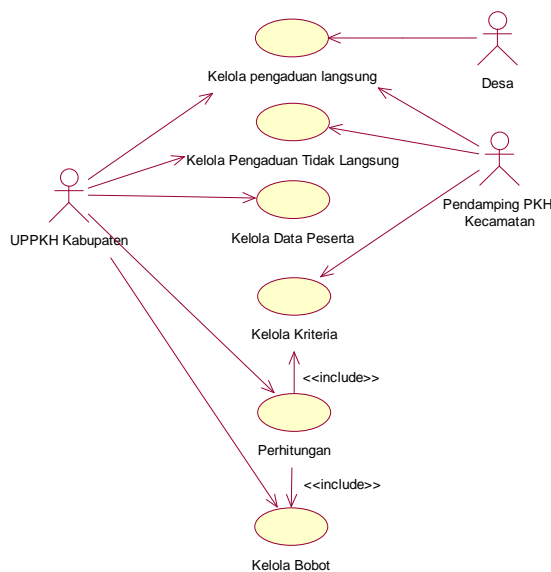 Kelola pengaduan langsung
Desa
Kelola Pengaduan Tidak Langsung
Pendamping PKH
Kecamatan
UPPKH Kabupaten
Kelola Data Peserta
Kelola Kriteria
<<include>>
Perhitungan
<<include>>
Kelola Bobot